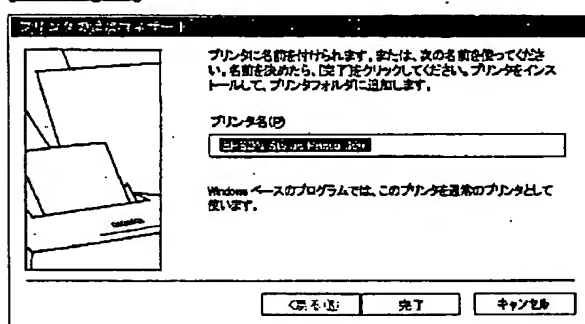 プリンタの追加ウィザード
プリンタに名前を付けられます。または、次の名前を使ってくださ
い。名前を決めたら、[完了]をクリックしてください。プリンタをインス
トールして、プリンタフォルダに追加します。
プリンタ名(P)
EPSON Stylus Photo
Windows ベースのプログラムでは、このプリンタを通常のプリンタとして
使います。
<戻る(B)
完了
キャンセル